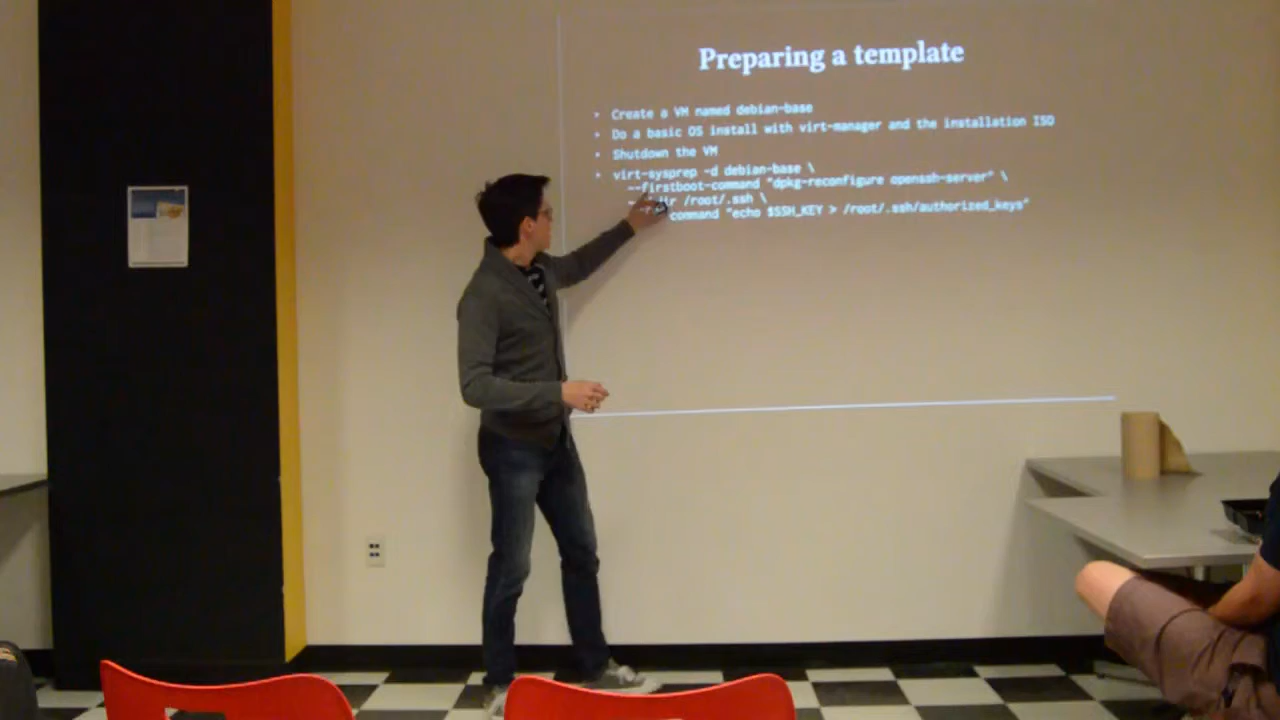 Preparing a template
• Create a VM named debian-base
• Do a basic OS install with virt-manager and the installation ISO
• Shutdown the VM
• virt-sysprep -d debian-base \
--firstboot-command "dpkg-reconfigure openssh-server" \
/root/.ssh \
command "echo $SSH_KEY > /root/.ssh/authorized_keys"